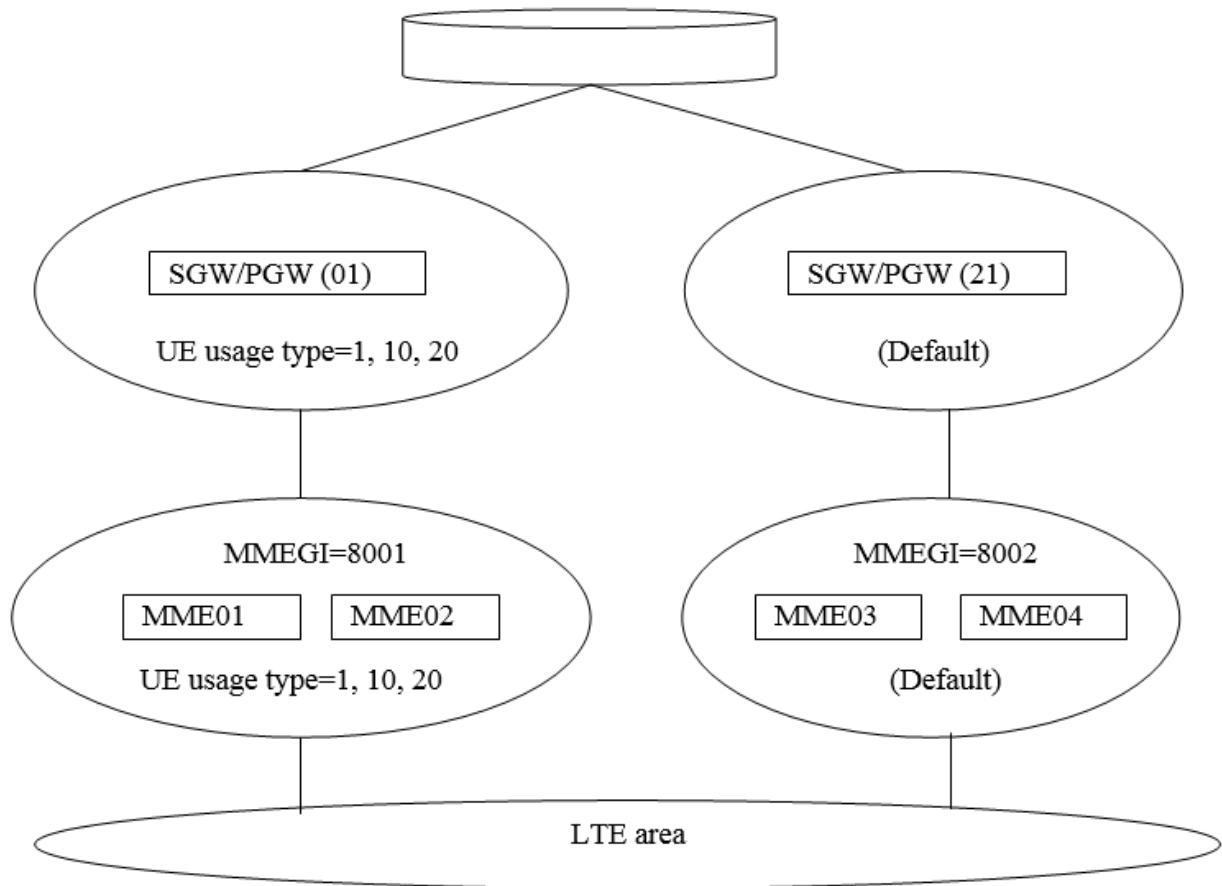 SGW/PGW (01)
UE usage type=1, 10, 20
SGW/PGW (21)
(Default)
MMEGI=8001
MME01
MME02
UE usage type=1, 10, 20
MMEGI=8002
MME03
MME04
(Default)
LTE area